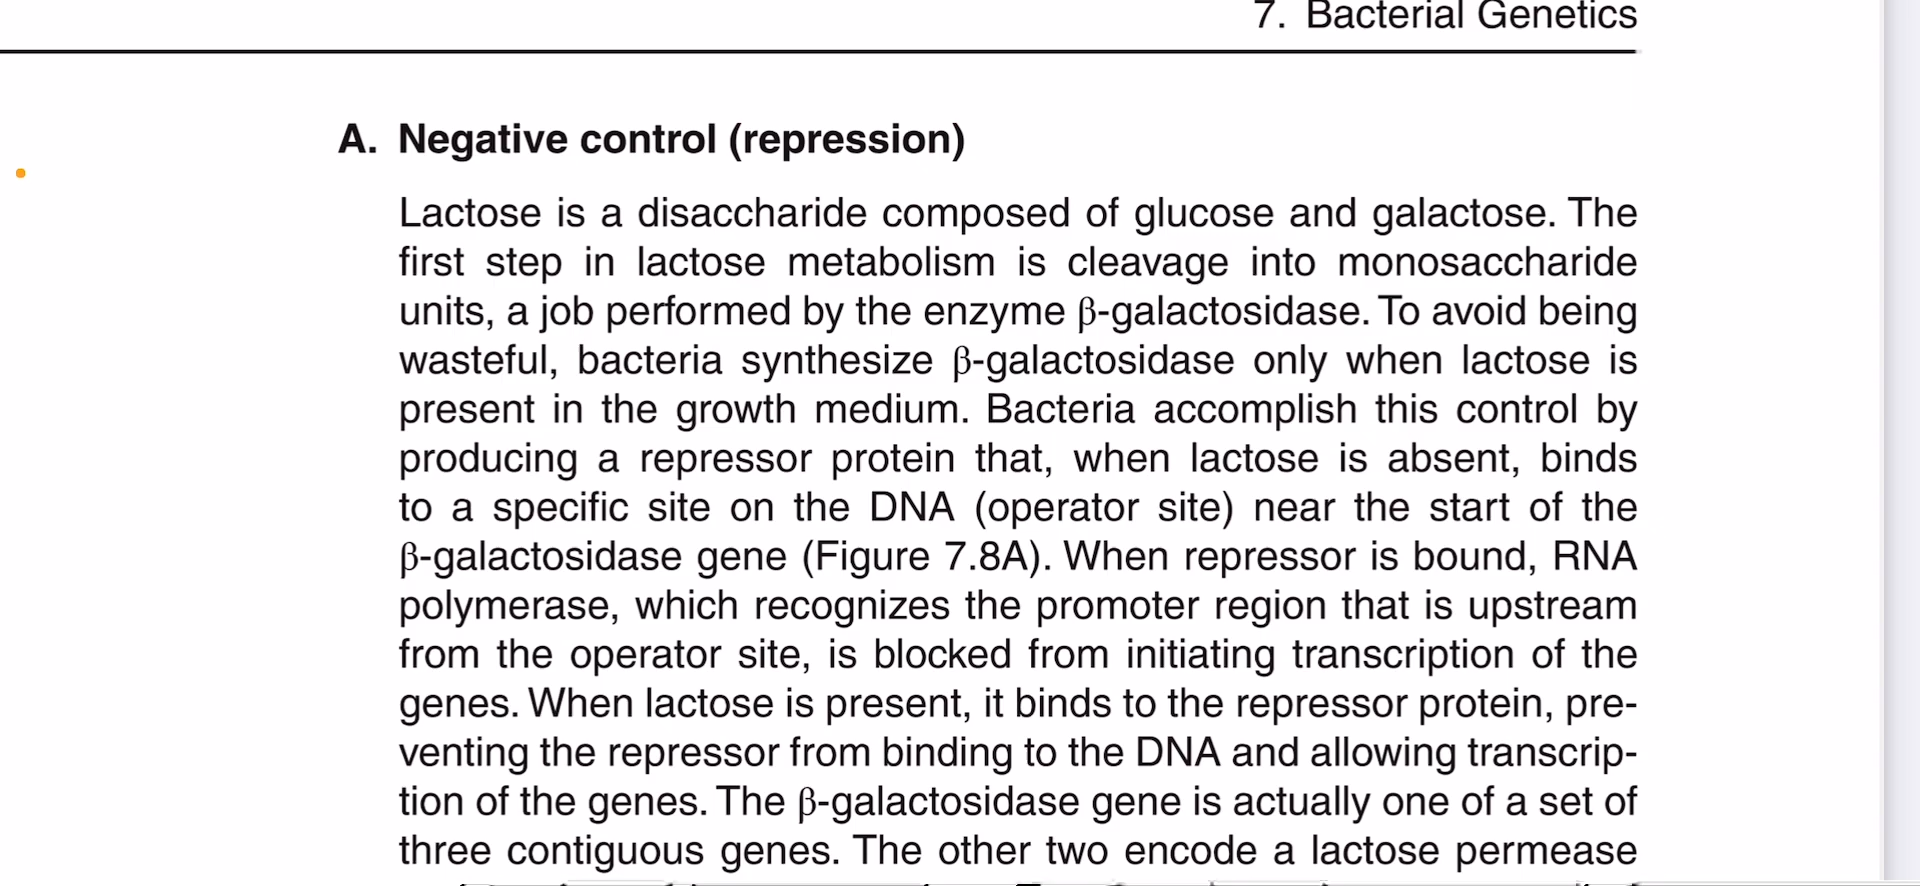 7. Bacterial Genetics
A. Negative control (repression)
Lactose is a disaccharide composed of glucose and galactose. The
first step in lactose metabolism is cleavage into monosaccharide
units, a job performed by the enzyme β-galactosidase. To avoid being
wasteful, bacteria synthesize β-galactosidase only when lactose is
present in the growth medium. Bacteria accomplish this control by
producing a repressor protein that, when lactose is absent, binds
to a specific site on the DNA (operator site) near the start of the
β-galactosidase gene (Figure 7.8A). When repressor is bound, RNA
polymerase, which recognizes the promoter region that is upstream
from the operator site, is blocked from initiating transcription of the
genes. When lactose is present, it binds to the repressor protein, pre-
venting the repressor from binding to the DNA and allowing transcrip-
tion of the genes. The β-galactosidase gene is actually one of a set of
three contiguous genes. The other two encode a lactose permease